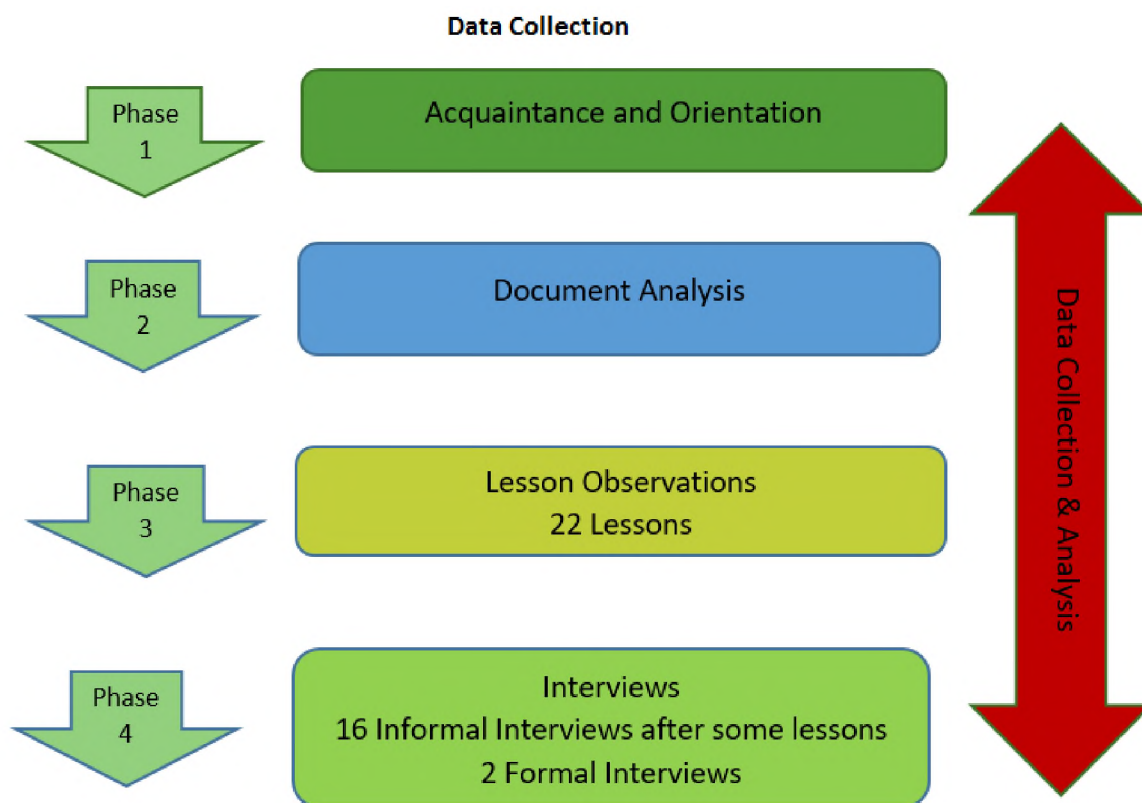 Data Collection
Phase
1
Acquaintance and Orientation
Phase
2
Document Analysis
Phase
3
Lesson Observations
22 Lessons
Phase
4
Interviews
16 Informal Interviews after some lessons
2 Formal Interviews
Data Collection & Analysis